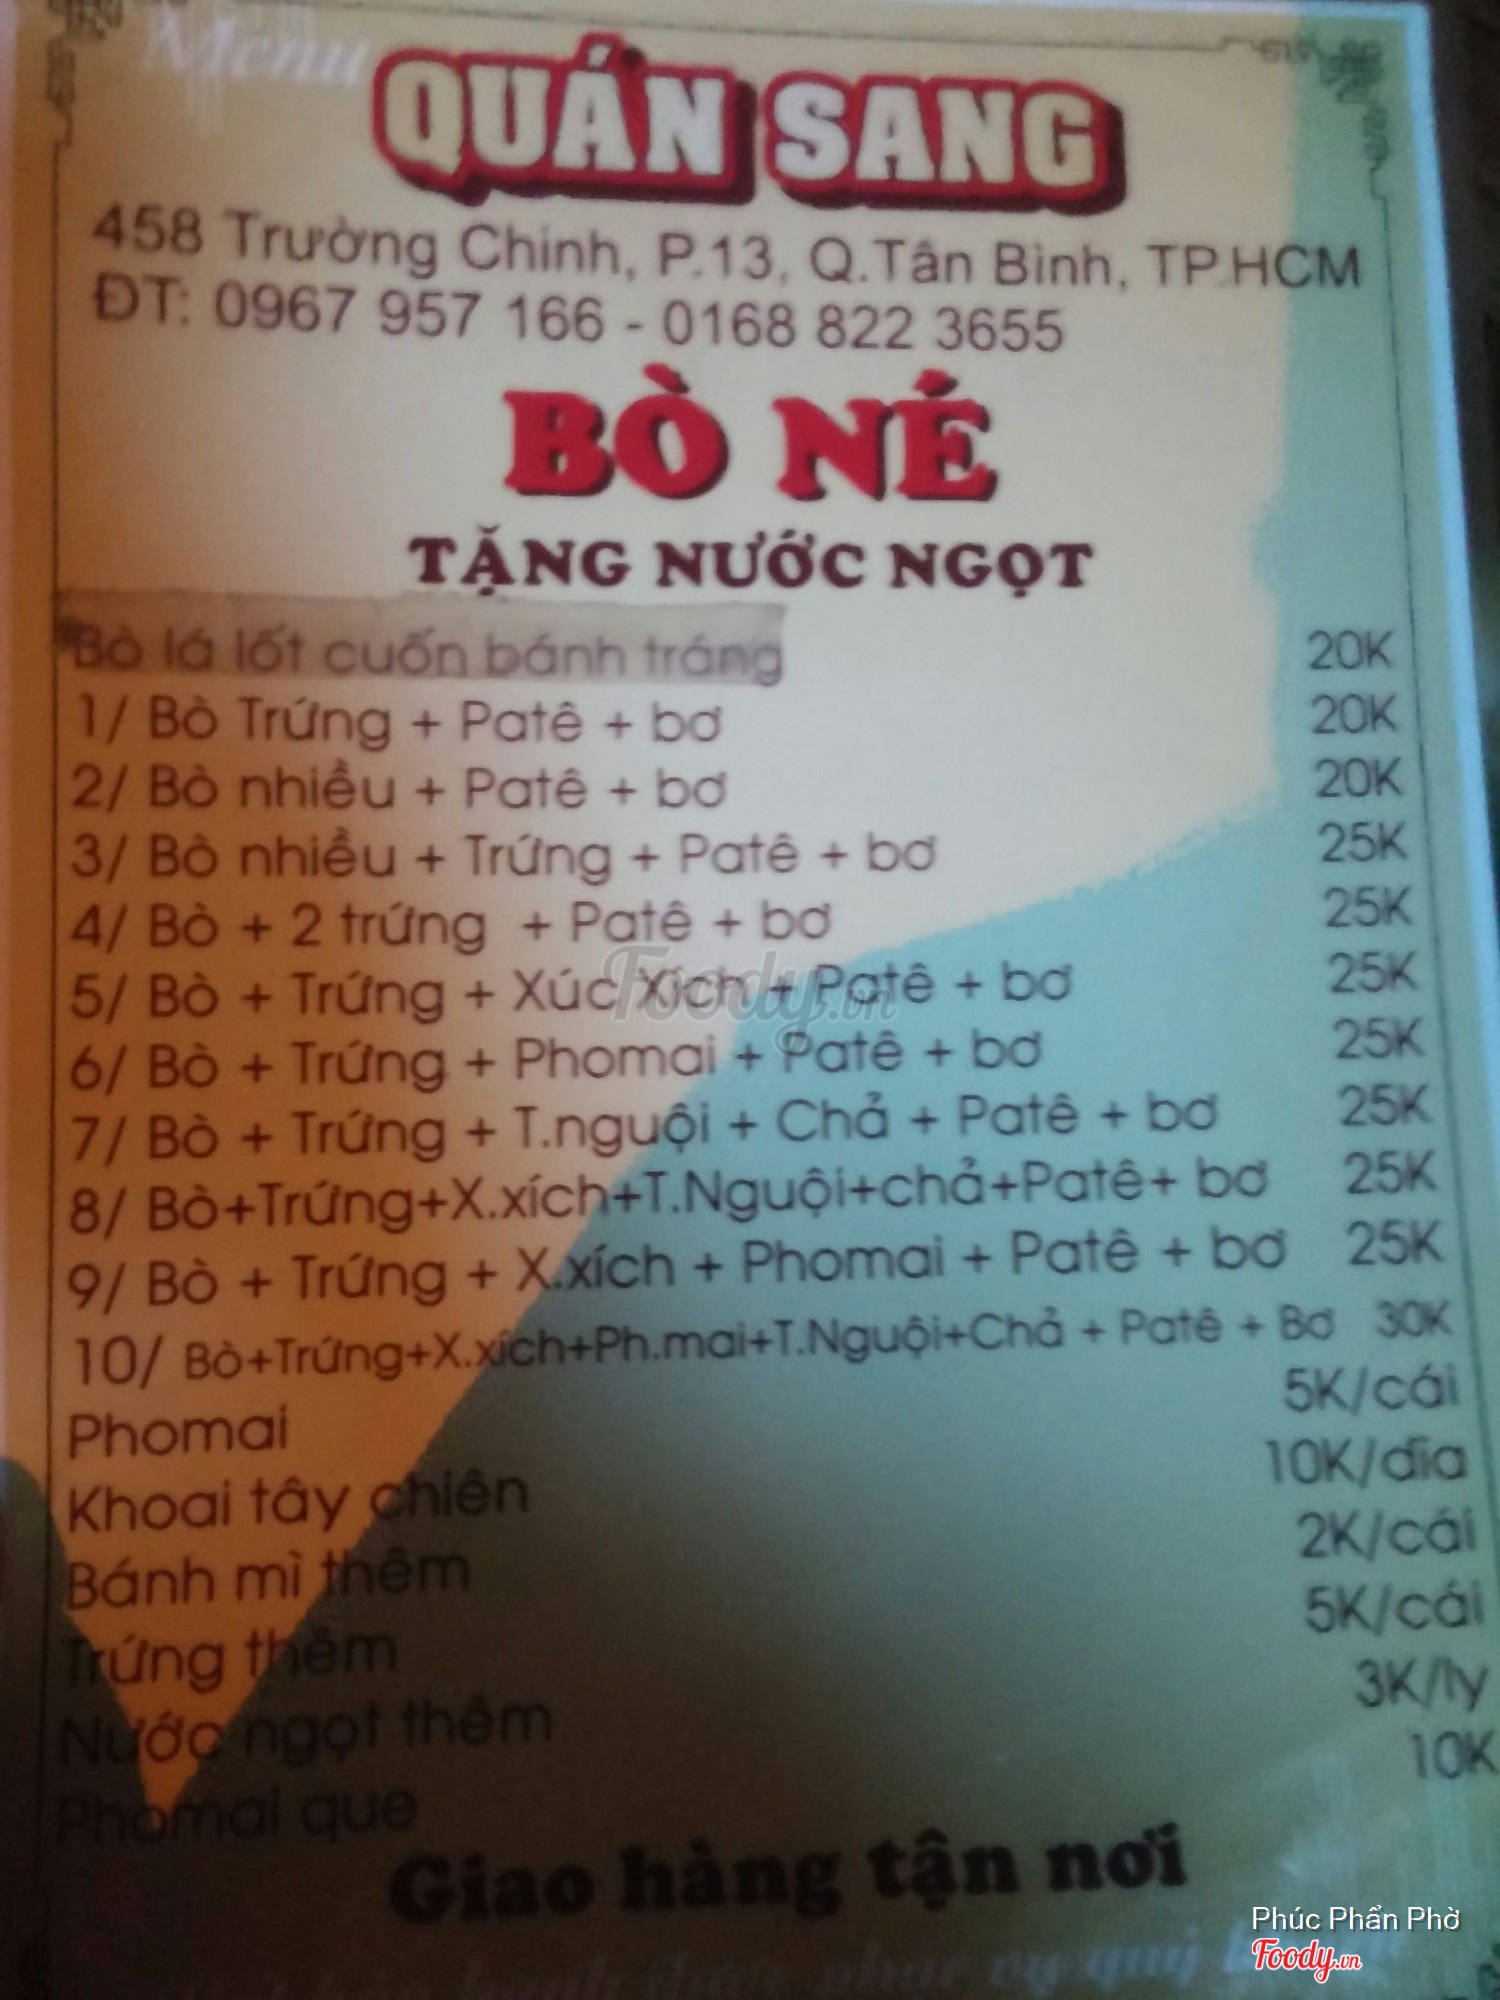 Menu
QUÁN SANG
458 Trường Chinh, P.13, Q.Tân Bình, TP.HCM
ĐT: 0967 957 166 - 0168 822 3655
BÒ NÉ
TẶNG NƯỚC NGỌT
Bò lá lốt cuốn bánh tráng 20K
1/ Bò Trứng + Patê + bơ 20K
2/ Bò nhiều + Patê + bơ 20K
3/ Bò nhiều + Trứng + Patê + bơ 25K
4/ Bò + 2 trứng + Patê + bơ 25K
5/ Bò + Trứng + Xúc Xích + Patê + bơ 25K
6/ Bò + Trứng + Phomai + Patê + bơ 25K
7/ Bò + Trứng + T.nguội + Chả + Patê + bơ 25K
8/ Bò+Trứng+X.xích+T.Nguội+chả+Patê+ bơ 25K
9/ Bò + Trứng + X.xích + Phomai + Patê + bơ 25K
10/ Bò+Trứng+X.xích+Ph.mai+T.Nguội+Chả + Patê + Bơ 30K
Phomai 5K/cái
Khoai tây chiên 10K/dĩa
Bánh mì thêm 2K/cái
Trứng thêm 5K/cái
Nước ngọt thêm 3K/ly
Phomai que 10K
Giao hàng tận nơi
phục vụ quý
Foody.vn
Phúc Phẩn Phờ
Foody.vn